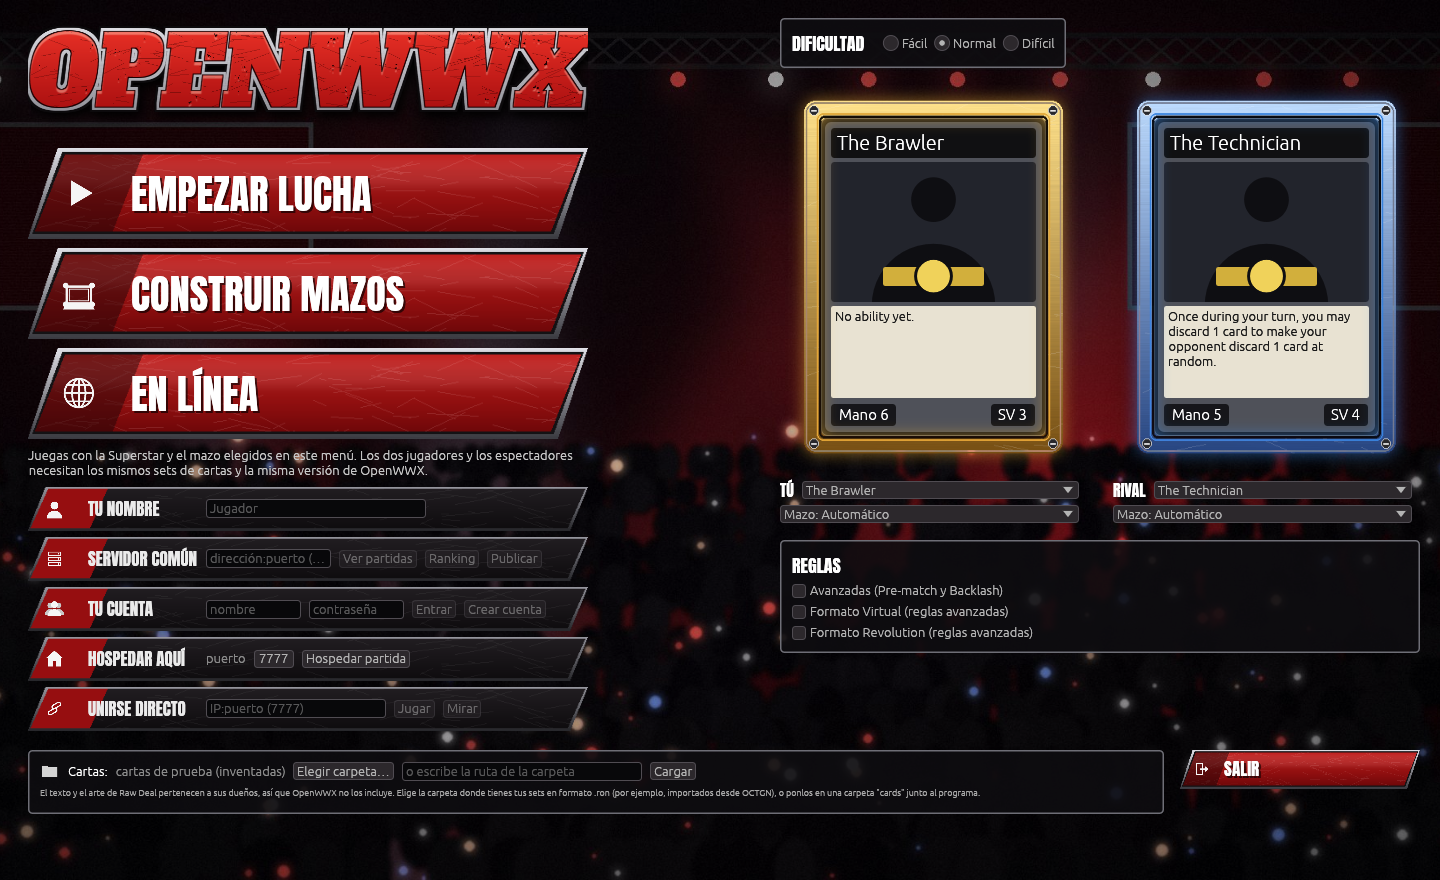 OPENWWX
EMPEZAR LUCHA
CONSTRUIR MAZOS
EN LÍNEA
Juegas con la Superstar y el mazo elegidos en este menú. Los dos jugadores y los espectadores
necesitan los mismos sets de cartas y la misma versión de OpenWWX.
TU NOMBRE Jugador
SERVIDOR COMÚN dirección:puerto (... Ver partidas Ranking Publicar
TU CUENTA nombre contraseña Entrar Crear cuenta
HOSPEDAR AQUÍ puerto 7777 Hospedar partida
UNIRSE DIRECTO IP:puerto (7777) Jugar Mirar
DIFICULTAD Fácil Normal Difícil
The Brawler
No ability yet.
Mano 6 SV 3
The Technician
Once during your turn, you may
discard 1 card to make your
opponent discard 1 card at
random.
Mano 5 SV 4
TÚ The Brawler
Mazo: Automático
RIVAL The Technician
Mazo: Automático
REGLAS
Avanzadas (Pre-match y Backlash)
Formato Virtual (reglas avanzadas)
Formato Revolution (reglas avanzadas)
Cartas: cartas de prueba (inventadas) Elegir carpeta... o escribe la ruta de la carpeta Cargar
El texto y el arte de Raw Deal pertenecen a sus dueños, así que OpenWWX no los incluye. Elige la carpeta donde tienes tus sets en formato .ron (por ejemplo, importados desde OCTGN), o ponlos en una carpeta "cards" junto al programa.
SALIR